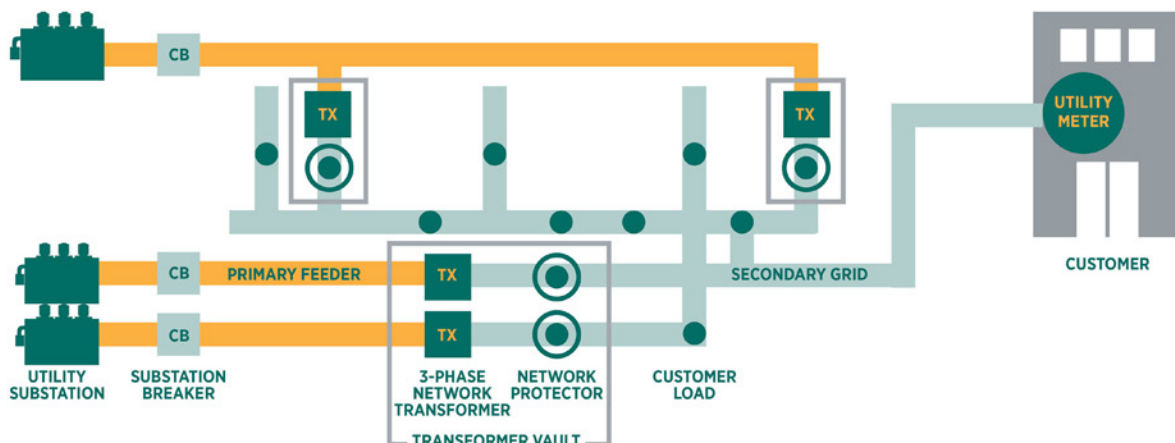 CB
TX
TX
UTILITY
METER
CUSTOMER
CB
PRIMARY FEEDER
TX
SECONDARY GRID
CB
TX
UTILITY
SUBSTATION
SUBSTATION
BREAKER
3-PHASE
NETWORK
TRANSFORMER
NETWORK
PROTECTOR
CUSTOMER
LOAD
TRANSFORMER VAULT